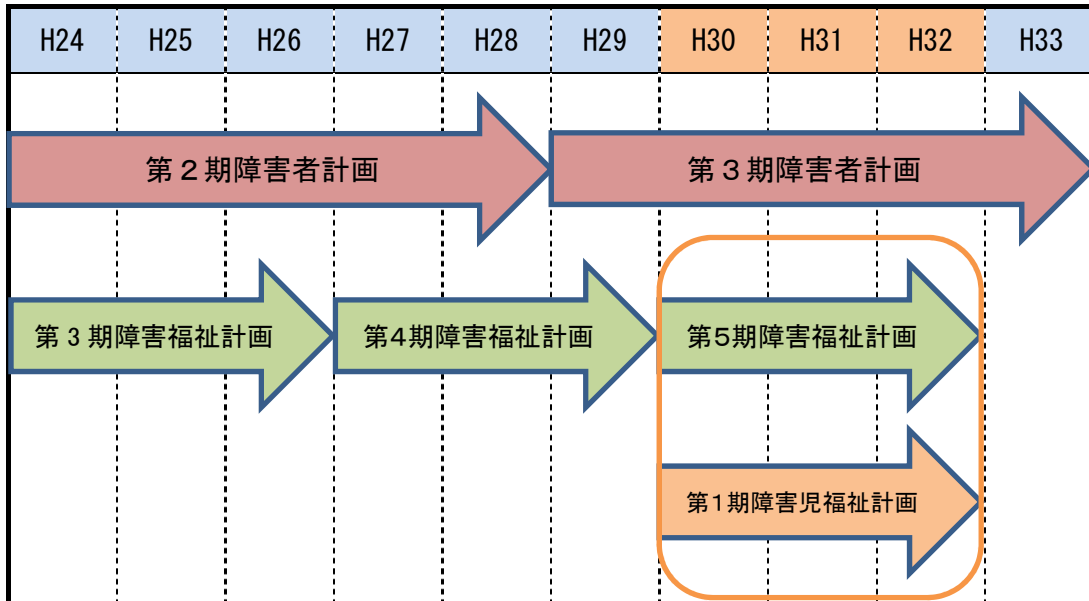 H24 H25 H26 H27 H28 H29 H30 H31 H32 H33
第２期障害者計画 第３期障害者計画
第３期障害福祉計画 第４期障害福祉計画 第５期障害福祉計画
第１期障害児福祉計画